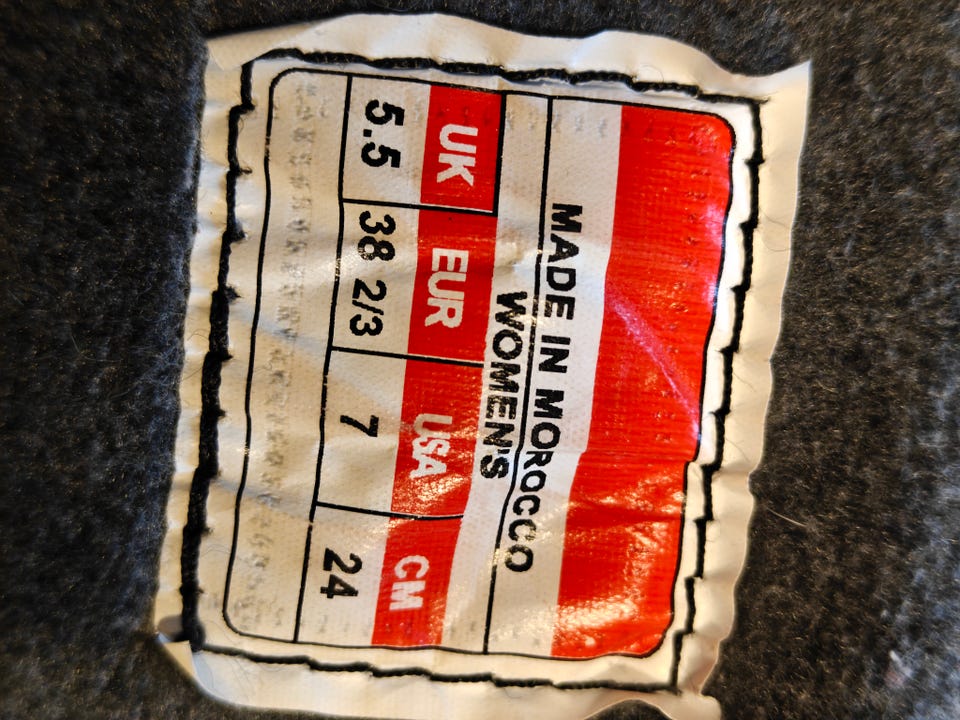 MADE IN MOROCCO
WOMEN'S
UK EUR USA CM
5.5 38 2/3 7 24